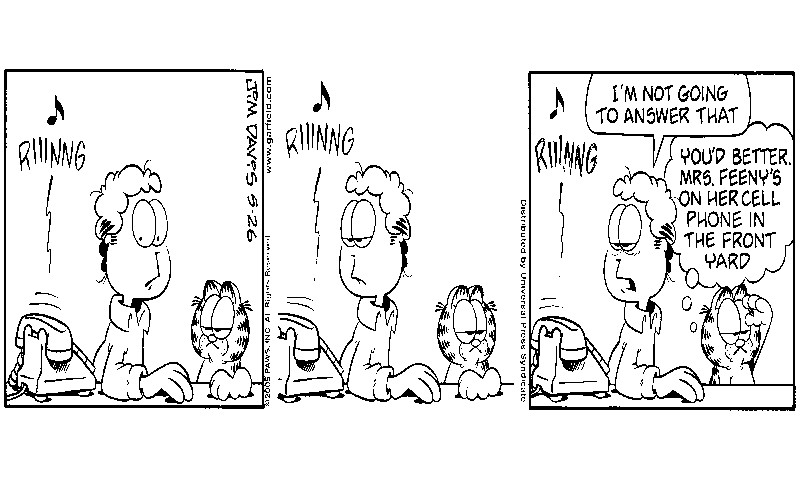 RIIINNG
JIM DAVIS 5·26
© 2005 PAWS, INC. All Rights Reserved.
www.garfield.com
RIIINNG
Distributed by Universal Press Syndicate
RIIINNG
I'M NOT GOING
TO ANSWER THAT
YOU'D BETTER.
MRS. FEENY'S
ON HER CELL
PHONE IN
THE FRONT
YARD